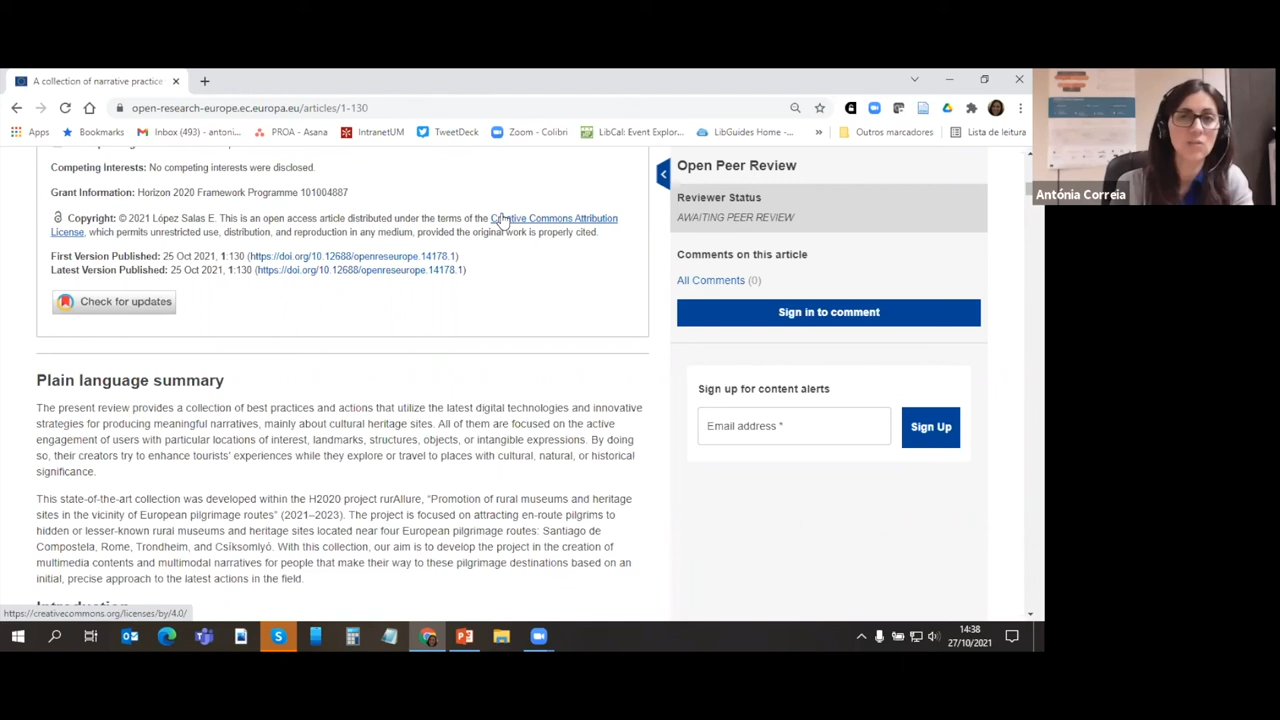 A collection of narrative practice
open-research-europe.ec.europa.eu/articles/1-130
Apps
Bookmarks
Inbox (493) - antoni...
PROA - Asana
IntranetUM
TweetDeck
Zoom - Colibri
LibCal: Event Explor...
LibGuides Home -...
»
Outros marcadores
Lista de leitura
Antónia Correia
Competing Interests: No competing interests were disclosed.
Grant Information: Horizon 2020 Framework Programme 101004887
Copyright: © 2021 López Salas E. This is an open access article distributed under the terms of the Creative Commons Attribution
License, which permits unrestricted use, distribution, and reproduction in any medium, provided the original work is properly cited.
First Version Published: 25 Oct 2021, 1:130 (https://doi.org/10.12688/openreseurope.14178.1)
Latest Version Published: 25 Oct 2021, 1:130 (https://doi.org/10.12688/openreseurope.14178.1)
Check for updates
Plain language summary
The present review provides a collection of best practices and actions that utilize the latest digital technologies and innovative
strategies for producing meaningful narratives, mainly about cultural heritage sites. All of them are focused on the active
engagement of users with particular locations of interest, landmarks, structures, objects, or intangible expressions. By doing
so, their creators try to enhance tourists' experiences while they explore or travel to places with cultural, natural, or historical
significance.
This state-of-the-art collection was developed within the H2020 project rurAllure, “Promotion of rural museums and heritage
sites in the vicinity of European pilgrimage routes” (2021–2023). The project is focused on attracting en-route pilgrims to
hidden or lesser-known rural museums and heritage sites located near four European pilgrimage routes: Santiago de
Compostela, Rome, Trondheim, and Csíksomlyó. With this collection, our aim is to develop the project in the creation of
multimedia contents and multimodal narratives for people that make their way to these pilgrimage destinations based on an
initial, precise approach to the latest actions in the field.
Introduction
Open Peer Review
Reviewer Status
AWAITING PEER REVIEW
Comments on this article
All Comments (0)
Sign in to comment
Sign up for content alerts
Email address *
Sign Up
https://creativecommons.org/licenses/by/4.0/
14:38
27/10/2021